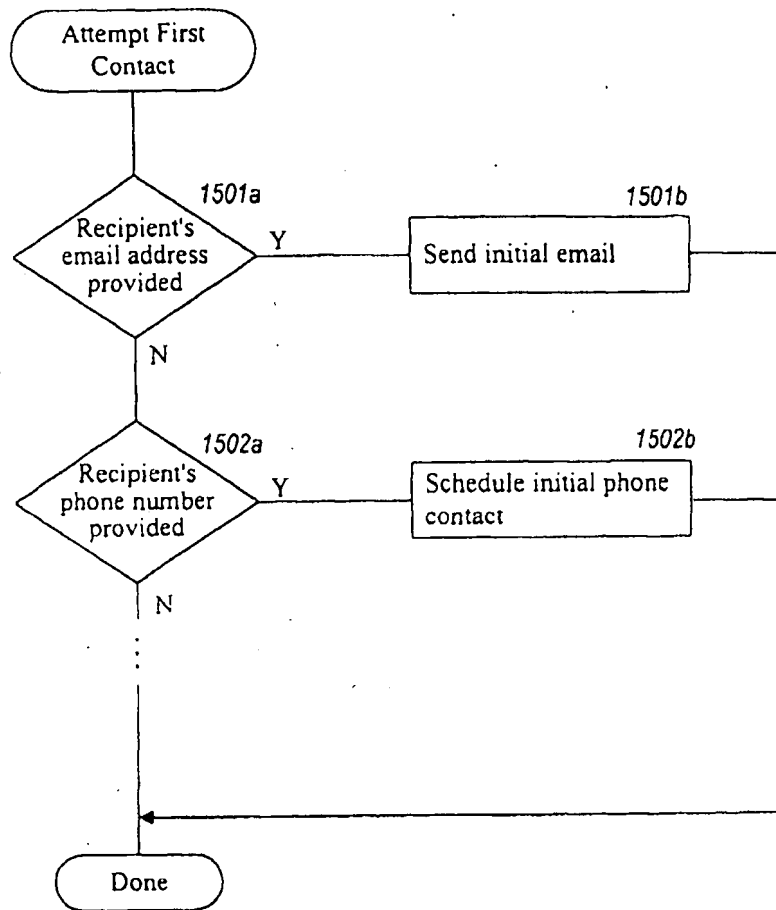 Attempt First
Contact
1501a
Recipient's
email address
provided
Y
N
1501b
Send initial email
1502a
Recipient's
phone number
provided
Y
N
1502b
Schedule initial phone
contact
Done